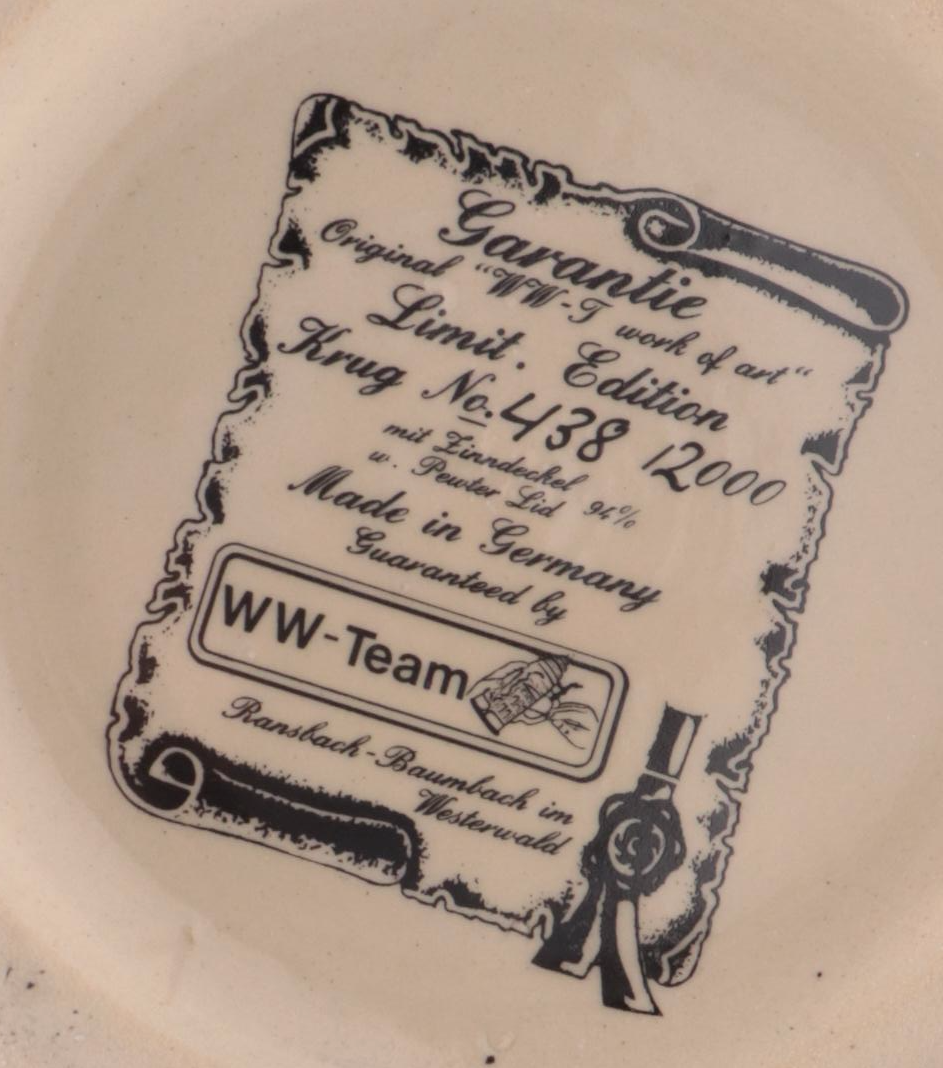 Garantie
Original "WW-T work of art"
Limit. Edition
Krug No. 438 12000
mit Zinndeckel
w. Pewter Lid 94%
Made in Germany
Guaranteed by
WW-Team
Ransbach-Baumbach im
Westerwald